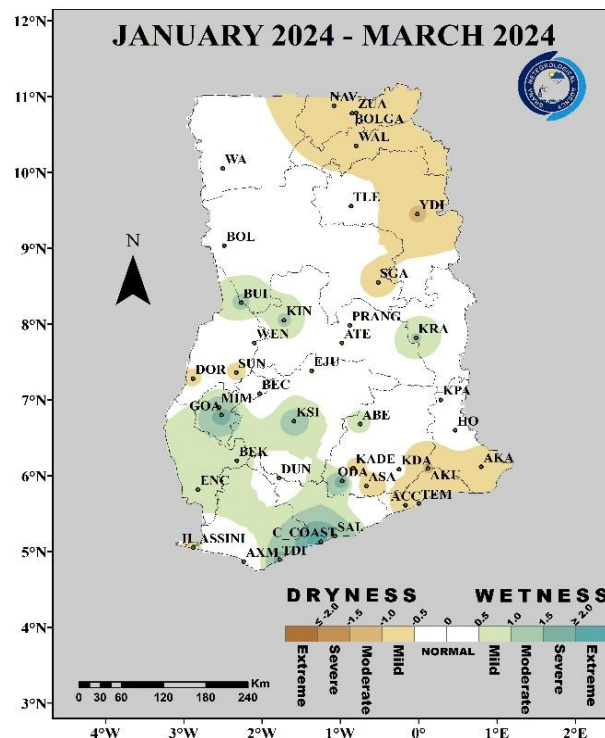 JANUARY 2024 - MARCH 2024
12°N
11°N
10°N
9°N
8°N
7°N
6°N
5°N
4°N
3°N
NAV
ZUA
BOLGA
WAL
WA
TLE
YDI
BOL
N
SGA
BUI
KIN
PRANG
KRA
WEN
ATE
DOR
SUN
EJU
BEC
GOA
MIM
KPA
KSI
ABE
HO
BEK
KADE
KDA
AKA
DUN
ODA
ASA
AKU
ENC
ACC
TEM
C_COAST
SAL
JI_ASSINI
AXM
TDI
DRYNESS
WETNESS
≤ -2.0
-1.5
-1.0
-0.5
0
0.5
1.0
1.5
≥ 2.0
Extreme
Severe
Moderate
Mild
NORMAL
Mild
Moderate
Severe
Extreme
Km
0 30 60 120 180 240
4°W
3°W
2°W
1°W
0°
1°E
2°E